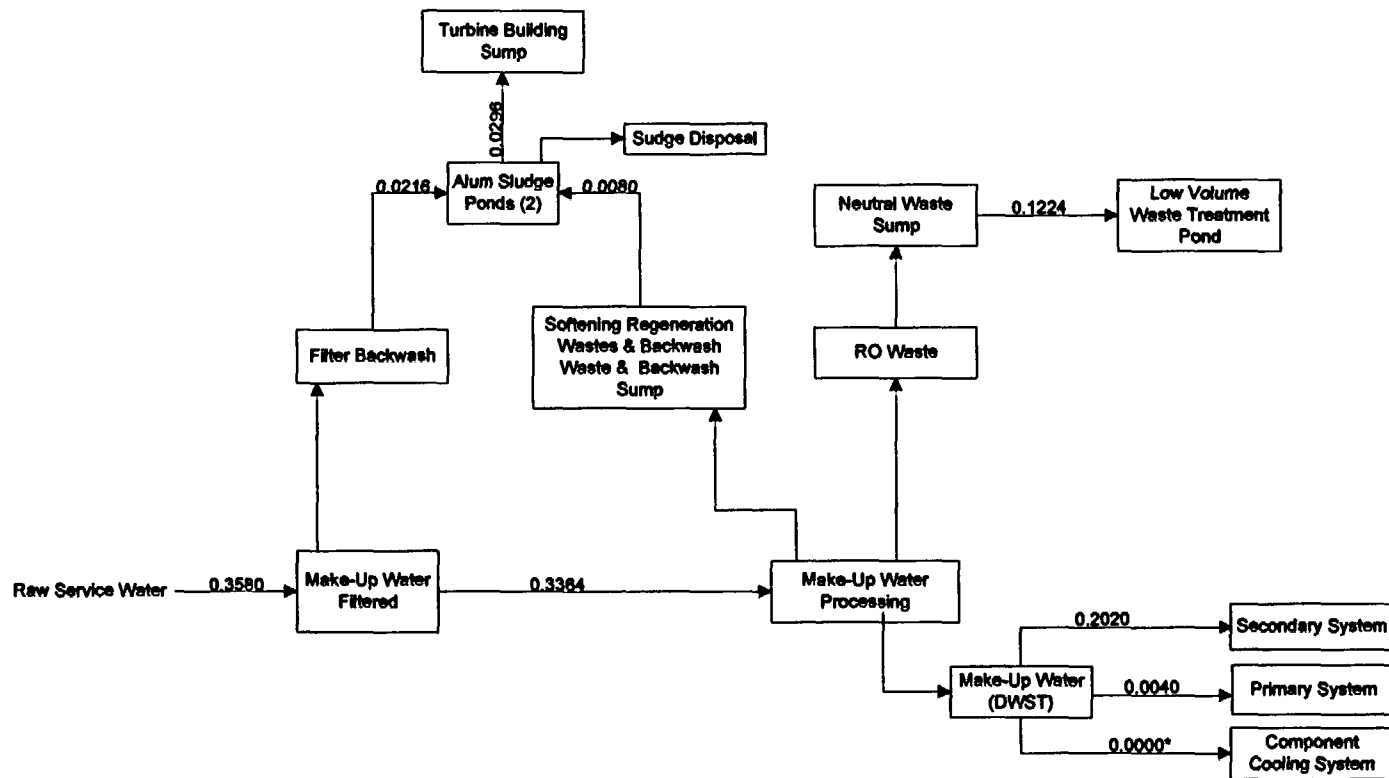 Turbine Building
Sump
0.0296
Sudge Disposal
0.0216
Alum Sludge
Ponds (2)
0.0080
Neutral Waste
Sump
0.1224
Low Volume
Waste Treatment
Pond
Filter Backwash
Softening Regeneration
Wastes & Backwash
Waste & Backwash
Sump
RO Waste
Raw Service Water
0.3580
Make-Up Water
Filtered
0.3364
Make-Up Water
Processing
0.2020
Secondary System
Make-Up Water
(DWST)
0.0040
Primary System
0.0000*
Component
Cooling System